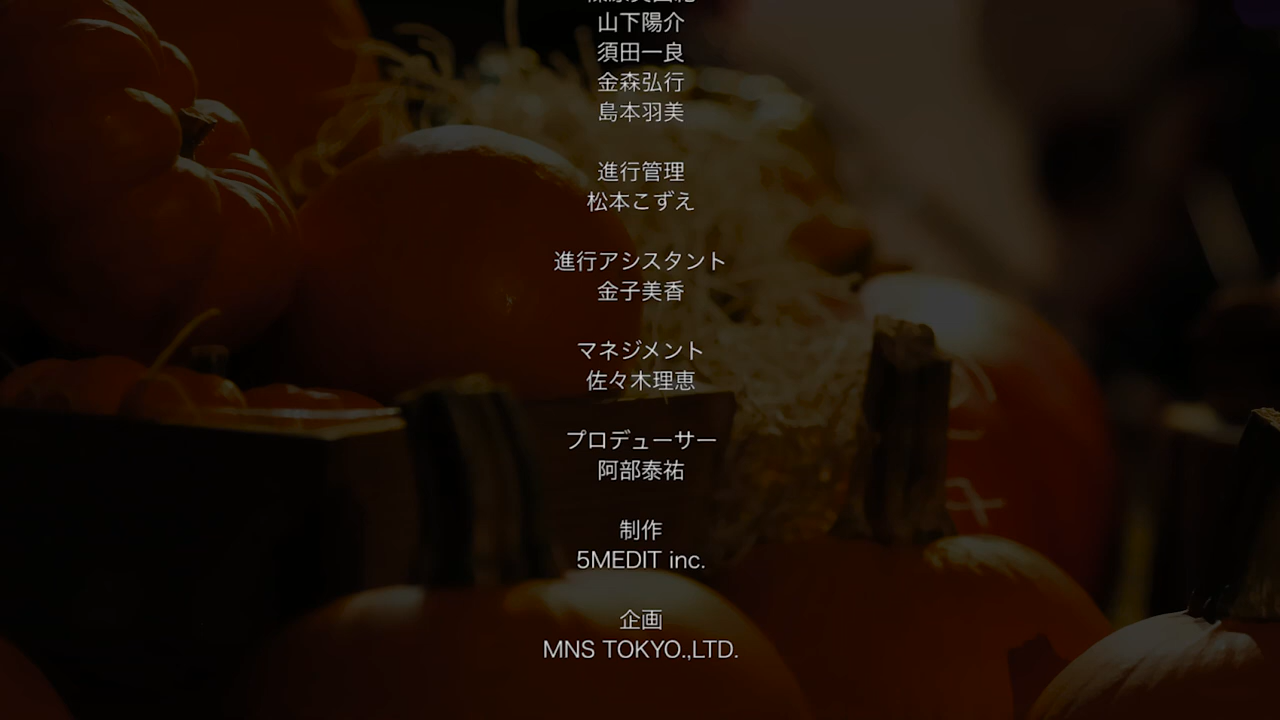 山下陽介
須田一良
金森弘行
島本羽美
進行管理
松本こずえ
進行アシスタント
金子美香
マネジメント
佐々木理恵
プロデューサー
阿部泰祐
制作
5MEDIT inc.
企画
MNS TOKYO.,LTD.